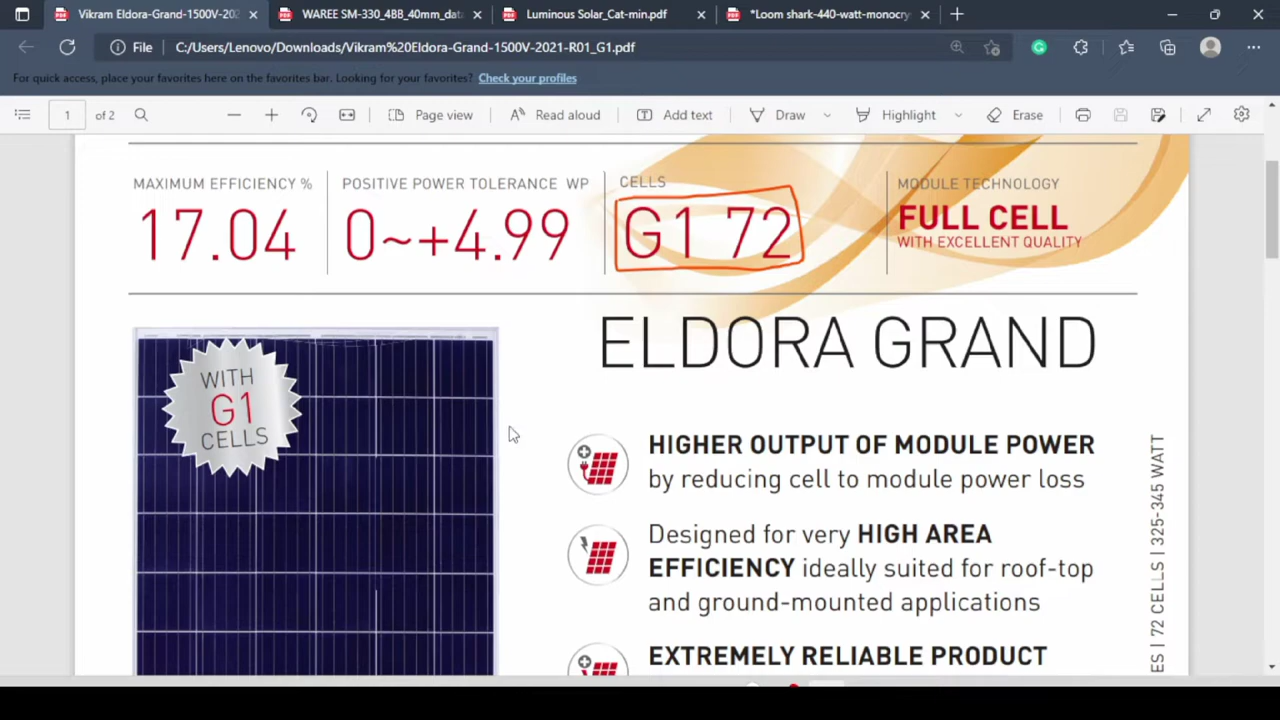 Vikram Eldora-Grand-1500V-202
WAREE SM-330_4BB_40mm_dat
Luminous Solar_Cat-min.pdf
*Loom shark-440-watt-monocry
File
C:/Users/Lenovo/Downloads/Vikram%20Eldora-Grand-1500V-2021-R01_G1.pdf
For quick access, place your favorites here on the favorites bar. Looking for your favorites? Check your profiles
1 of 2
Page view
Read aloud
Add text
Draw
Highlight
Erase
MAXIMUM EFFICIENCY %
17.04
POSITIVE POWER TOLERANCE WP
0~+4.99
CELLS
G1 72
MODULE TECHNOLOGY
FULL CELL
WITH EXCELLENT QUALITY
ELDORA GRAND
WITH
G1
CELLS
HIGHER OUTPUT OF MODULE POWER
by reducing cell to module power loss
Designed for very HIGH AREA
EFFICIENCY ideally suited for roof-top
and ground-mounted applications
EXTREMELY RELIABLE PRODUCT
ES | 72 CELLS | 325-345 WATT